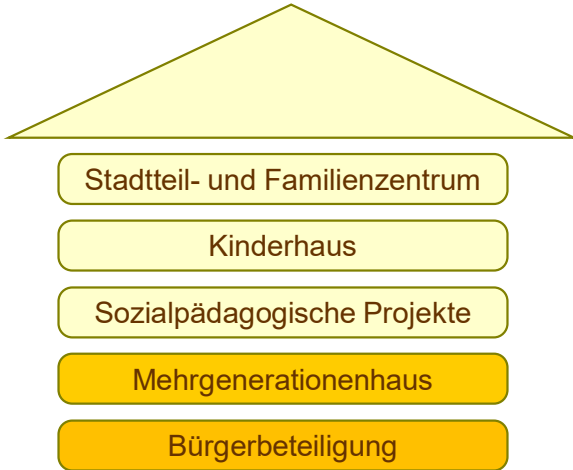 Stadtteil- und Familienzentrum
Kinderhaus
Sozialpädagogische Projekte
Mehrgenerationenhaus
Bürgerbeteiligung